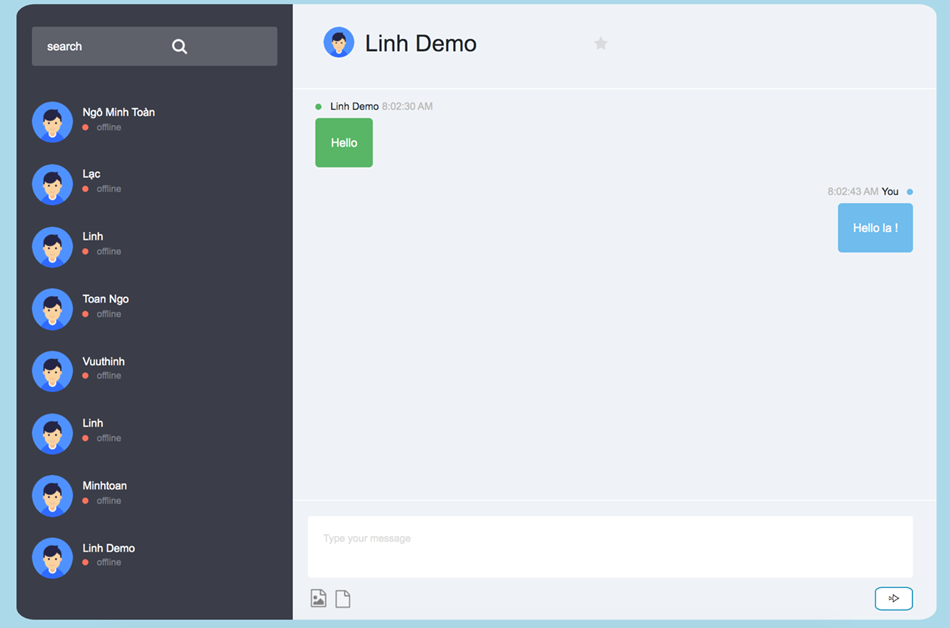 search
Ngô Minh Toàn
offline
Lạc
offline
Linh
offline
Toan Ngo
offline
Vuuthinh
offline
Linh
offline
Minhtoan
offline
Linh Demo
offline
Linh Demo
Linh Demo 8:02:30 AM
Hello
8:02:43 AM You
Hello la !
Type your message